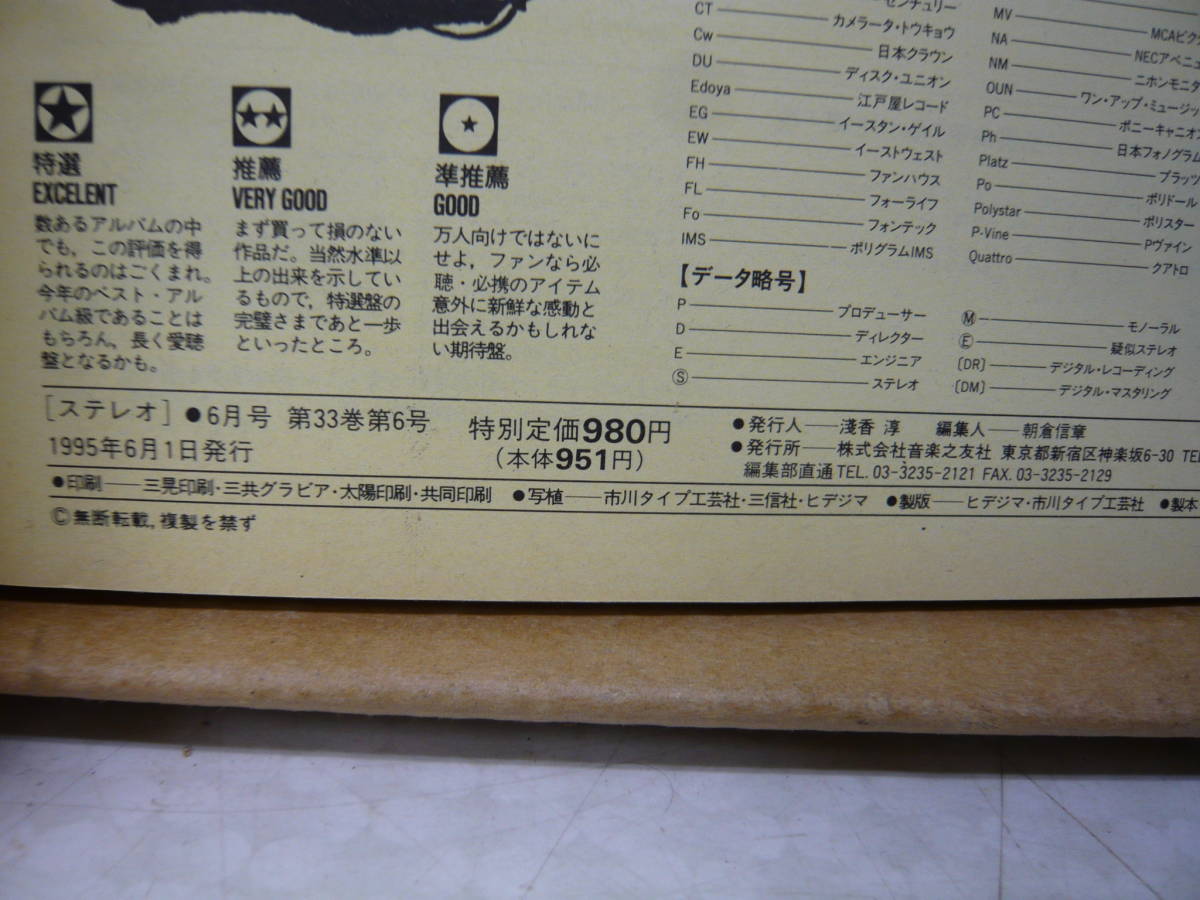 特選
EXCELENT
数あるアルバムの中
でも，この評価を得
られるのはごくまれ。
今年のベスト・アル
バム級であることは
もちろん，長く愛聴
盤となるかも。
推薦
VERY GOOD
まず買って損のない
作品だ。当然水準以
上の出来を示してい
るもので，特選盤の
完璧さまであと一歩
といったところ。
準推薦
GOOD
万人向けではないに
せよ，ファンなら必
聴・必携のアイテム
意外に新鮮な感動と
出会えるかもしれな
い期待盤。
センチュリー
CT カメラータ・トウキョウ
Cw 日本クラウン
DU ディスク・ユニオン
Edoya 江戸屋レコード
EG イースタン・ゲイル
EW イーストウェスト
FH ファンハウス
FL フォーライフ
Fo フォンテック
IMS ポリグラムIMS
MV MCAビク
NA NECアベニュ
NM ニホンモニタ
OUN ワン・アップ・ミュージッ
PC ポニーキャニオン
Ph 日本フォノグラム
Platz プラッツ
Po ポリドール
Polystar ポリスター
P-Vine Pヴァイン
Quattro クアトロ
【データ略号】
P プロデューサー
D ディレクター
E エンジニア
Ⓢ ステレオ
Ⓜ モノーラル
Ⓔ 疑似ステレオ
〔DR〕 デジタル・レコーディング
〔DM〕 デジタル・マスタリング
［ステレオ］●6月号 第33巻第6号
1995年6月1日発行
特別定価980円
（本体951円）
●発行人──淺香 淳 編集人──朝倉信章
●発行所──株式会社音楽之友社 東京都新宿区神楽坂6-30 TEL
編集部直通TEL. 03-3235-2121 FAX. 03-3235-2129
●印刷──三晃印刷・三共グラビア・太陽印刷・共同印刷 ●写植──市川タイプ工芸社・三信社・ヒデジマ ●製版──ヒデジマ・市川タイプ工芸社 ●製本
Ⓒ無断転載，複製を禁ず